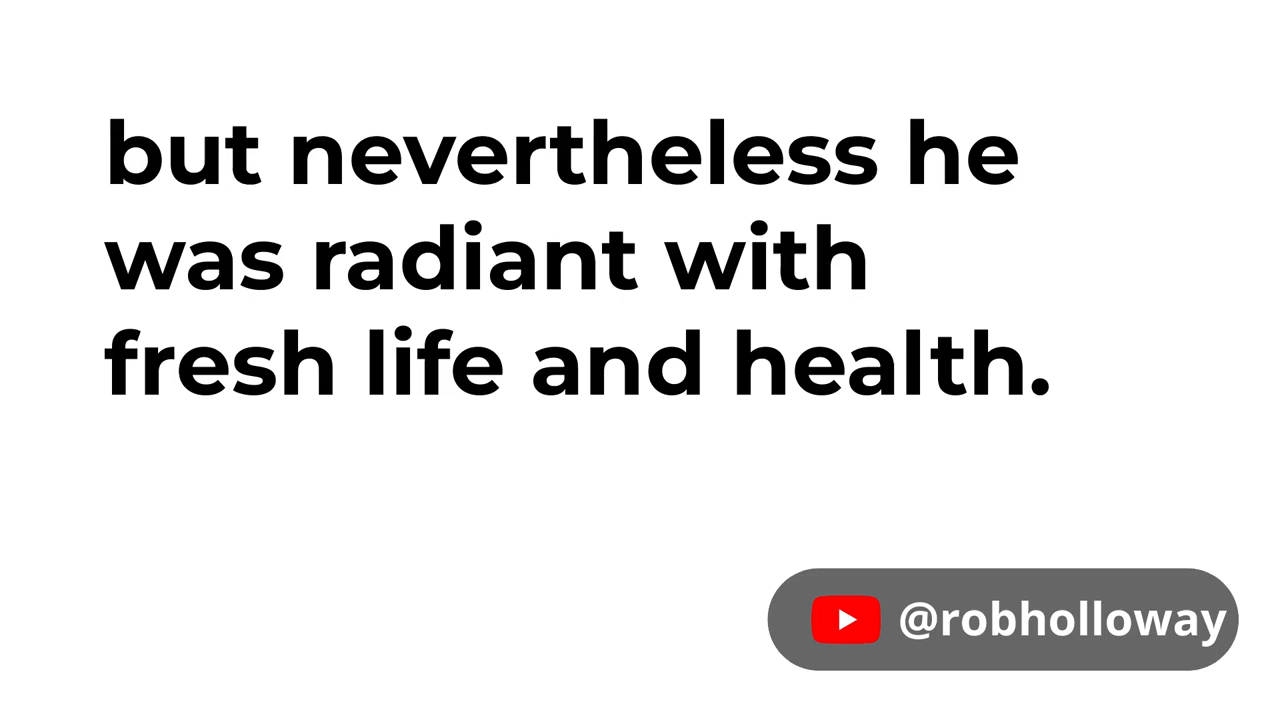 but nevertheless he
was radiant with
fresh life and health.
@robholloway